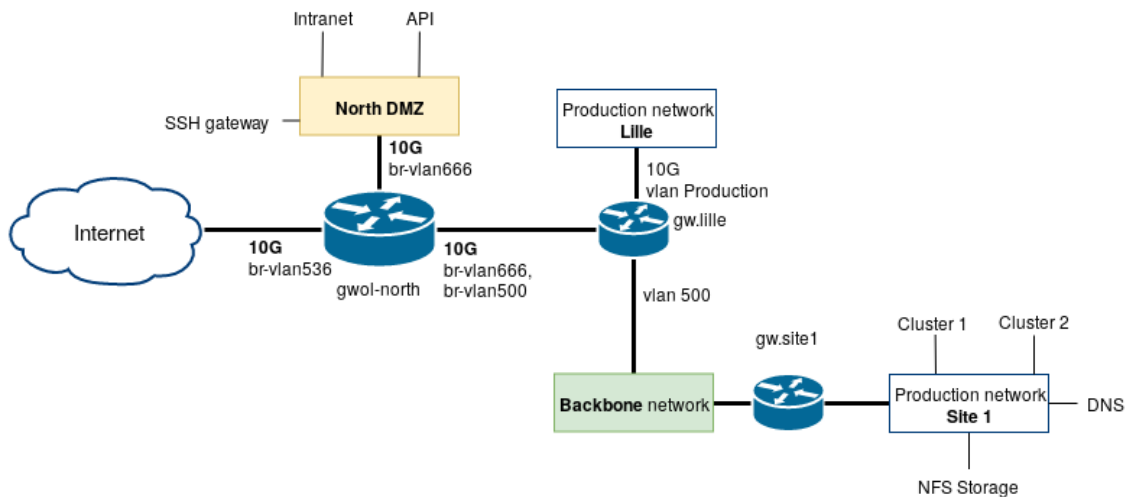 Intranet
API
North DMZ
SSH gateway
10G
br-vlan666
Production network
Lille
10G
vlan Production
gw.lille
Internet
10G
br-vlan536
gwol-north
10G
br-vlan666,
br-vlan500
vlan 500
gw.site1
Cluster 1
Cluster 2
Backbone network
Production network
Site 1
DNS
NFS Storage